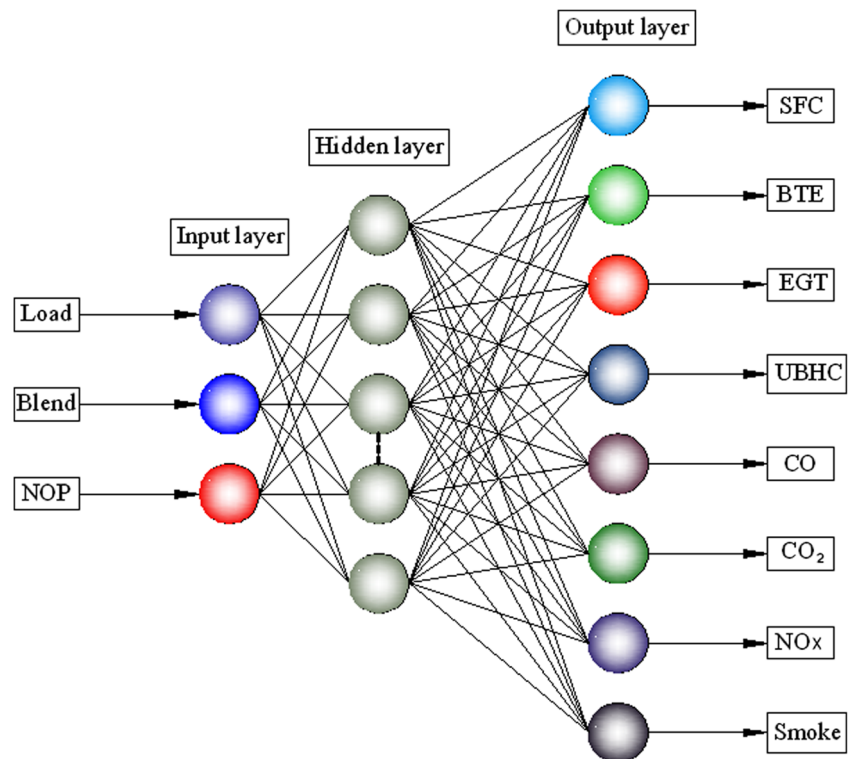 Output layer
SFC
Hidden layer
BTE
Input layer
EGT
Load
UBHC
Blend
CO
NOP
CO₂
NOx
Smoke